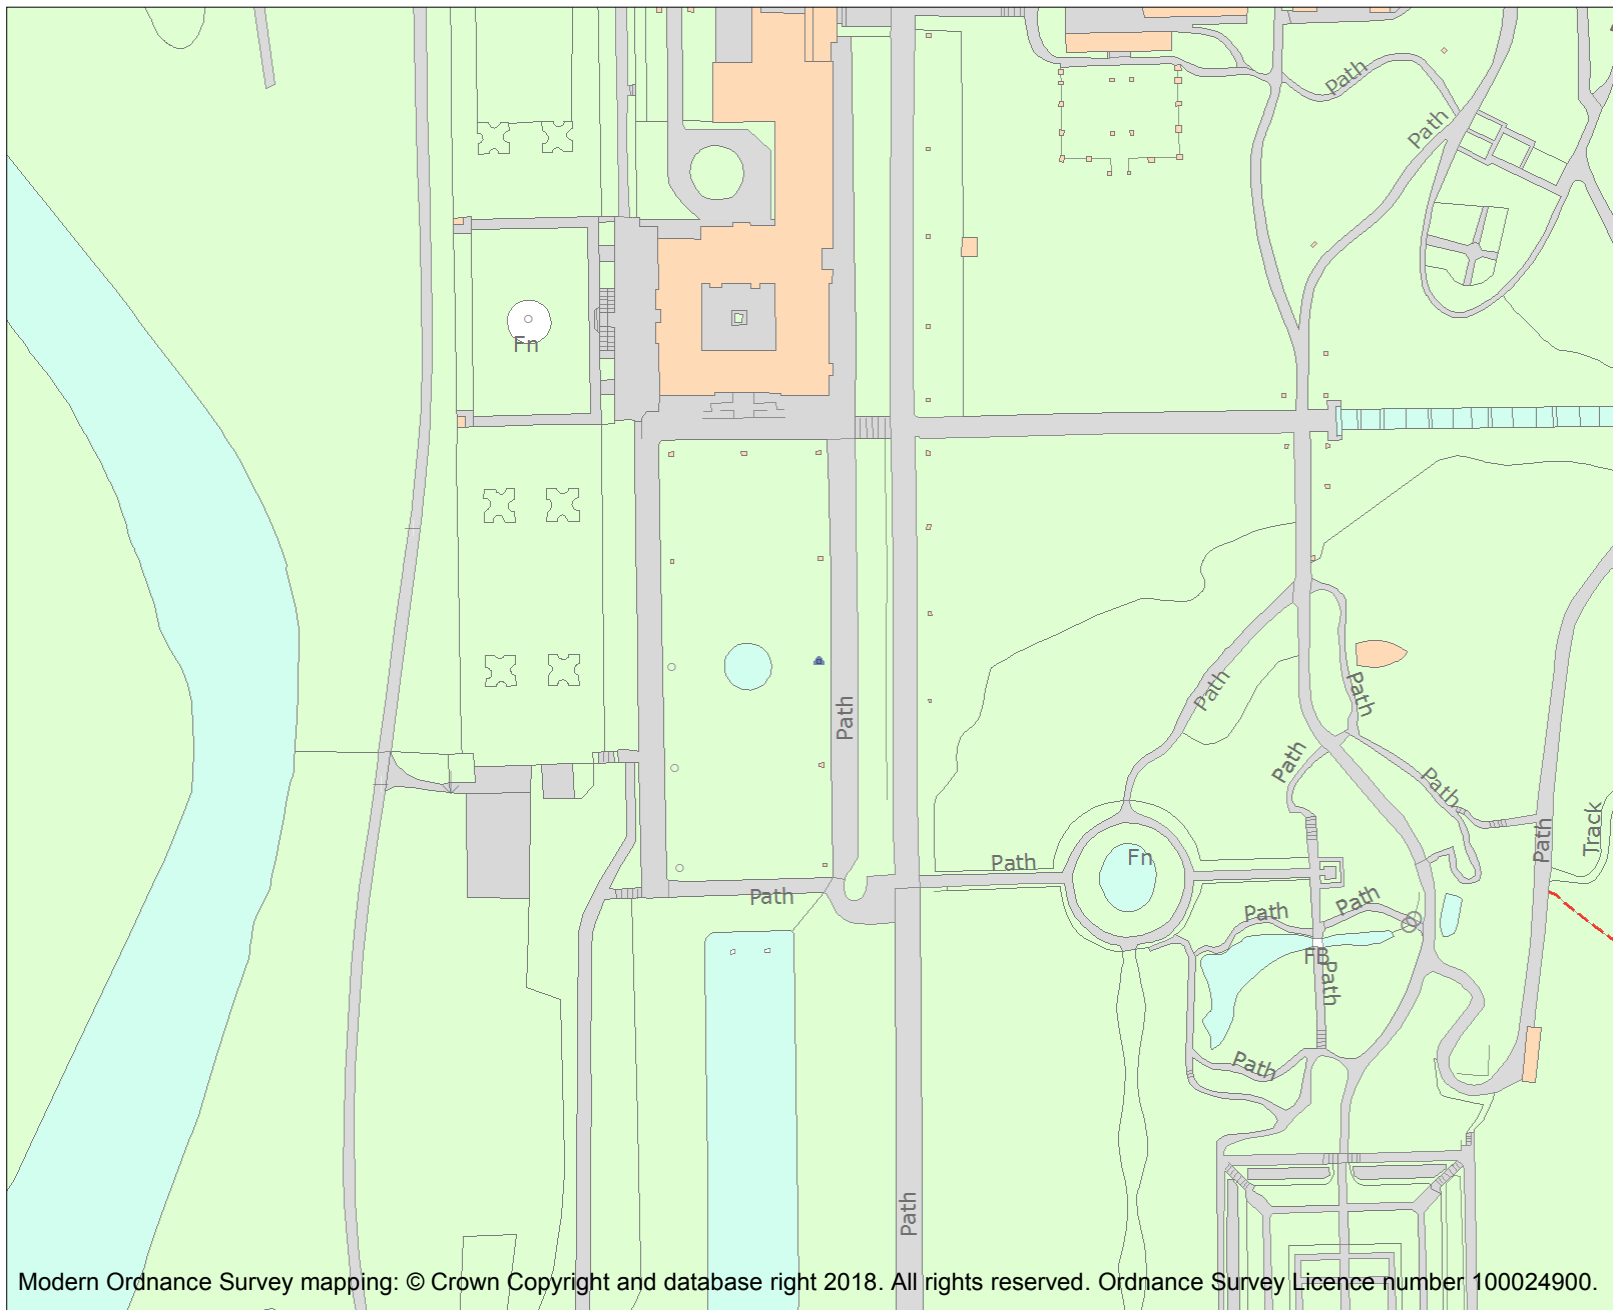 Path
Path
Fn
Path
Path
Path
Path
Path
Path
Track
Path
Fn
Path
Path
Path
Path
FB
Path
Path
Path
Modern Ordnance Survey mapping: © Crown Copyright and database right 2018. All rights reserved. Ordnance Survey Licence number 100024900.